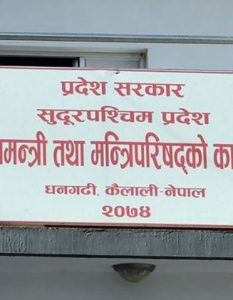 प्रदेश सरकार
सुदूरपश्चिम प्रदेश
मन्त्री तथा मन्त्रिपरिषद्को का
धनगढी, कैलाली-नेपाल
२०७४